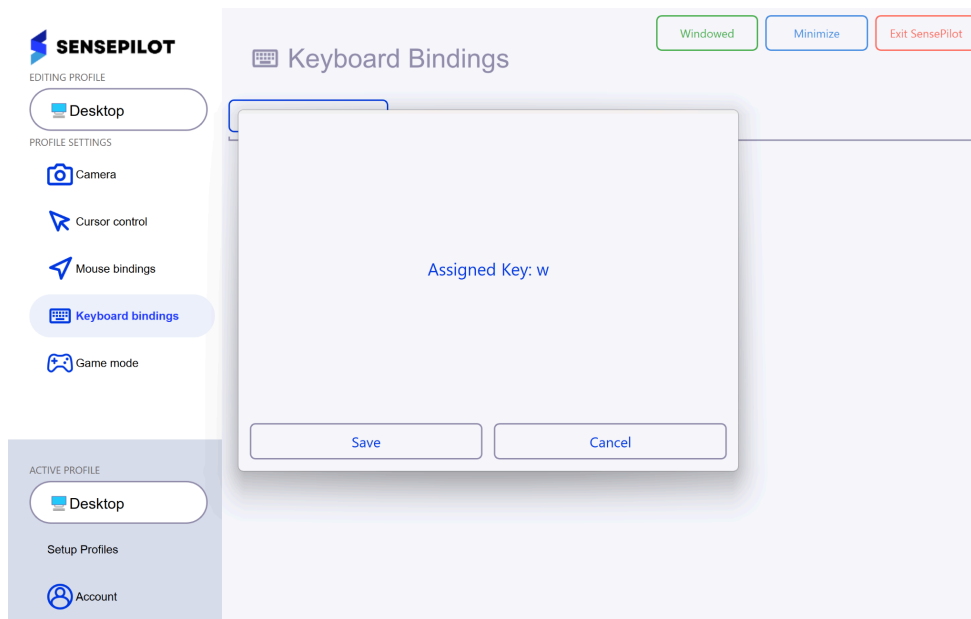 SENSEPILOT
EDITING PROFILE
Desktop
PROFILE SETTINGS
Camera
Cursor control
Mouse bindings
Keyboard bindings
Game mode
ACTIVE PROFILE
Desktop
Setup Profiles
Account
Keyboard Bindings
Windowed
Minimize
Exit SensePilot
Assigned Key: w
Save
Cancel